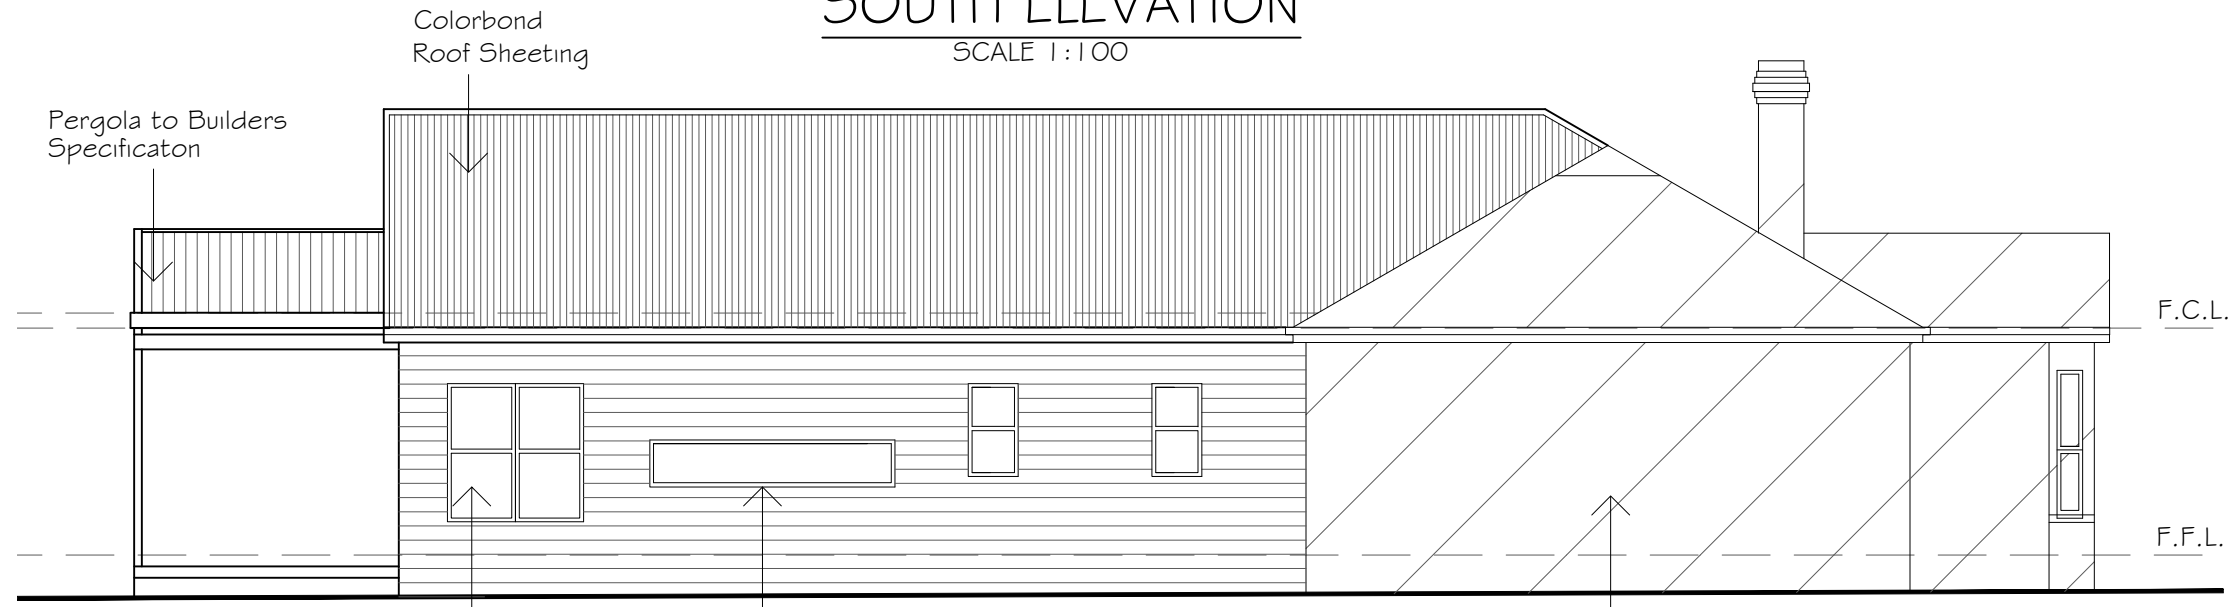 SOUTH ELEVATION
SCALE 1:100
Colorbond
Roof Sheeting
Pergola to Builders
Specificaton
F.C.L.
F.F.L.